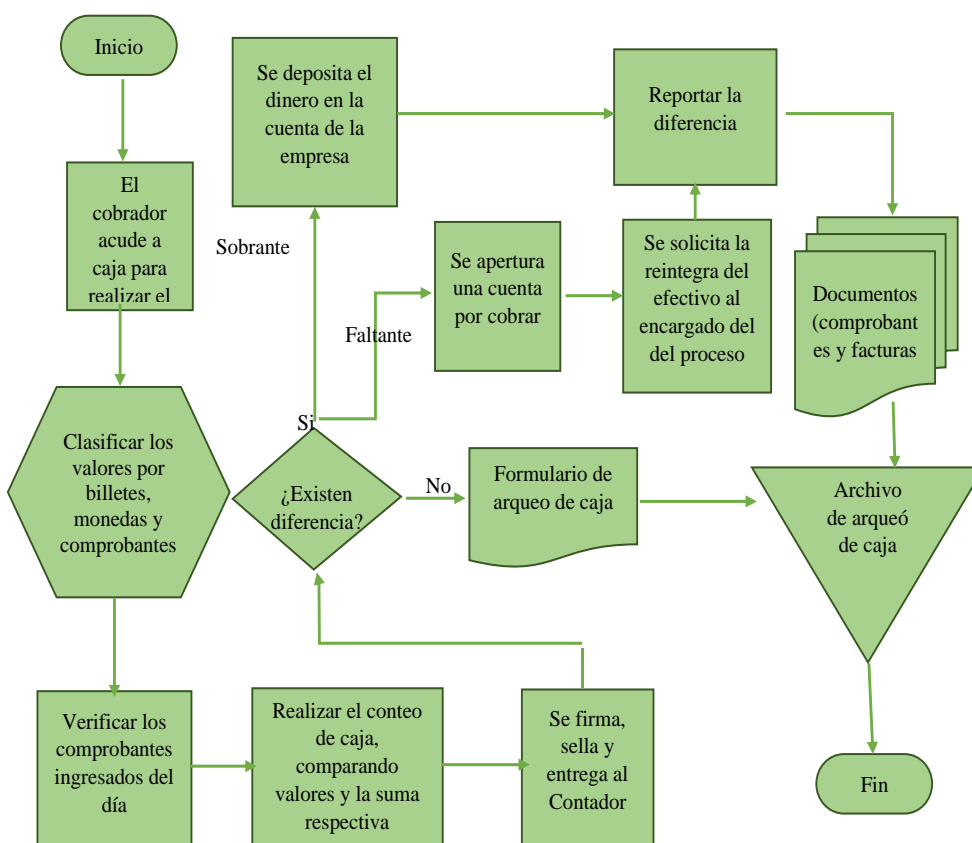 Inicio
El
cobrador
acude a
caja para
realizar el
Clasificar los
valores por
billetes,
monedas y
comprobantes
Verificar los
comprobantes
ingresados del
día
Realizar el conteo
de caja,
comparando
valores y la suma
respectiva
Se firma,
sella y
entrega al
Contador
¿Existen
diferencia?
Si
Sobrante
Se deposita el
dinero en la
cuenta de la
empresa
Faltante
Se apertura
una cuenta
por cobrar
Se solicita la
reintegra del
efectivo al
encargado del
del proceso
Reportar la
diferencia
Documentos
(comprobant
es y facturas
No
Formulario de
arqueo de caja
Archivo
de arqueó
de caja
Fin